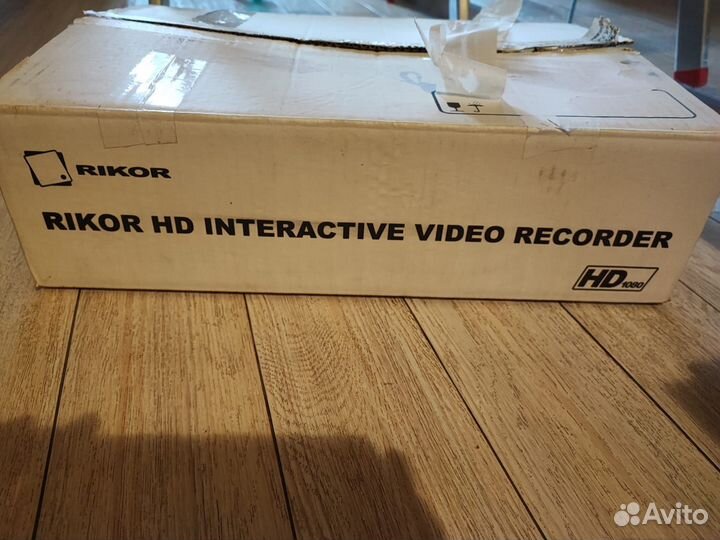 RIKOR
RIKOR HD INTERACTIVE VIDEO RECORDER
HD 1080
Avito